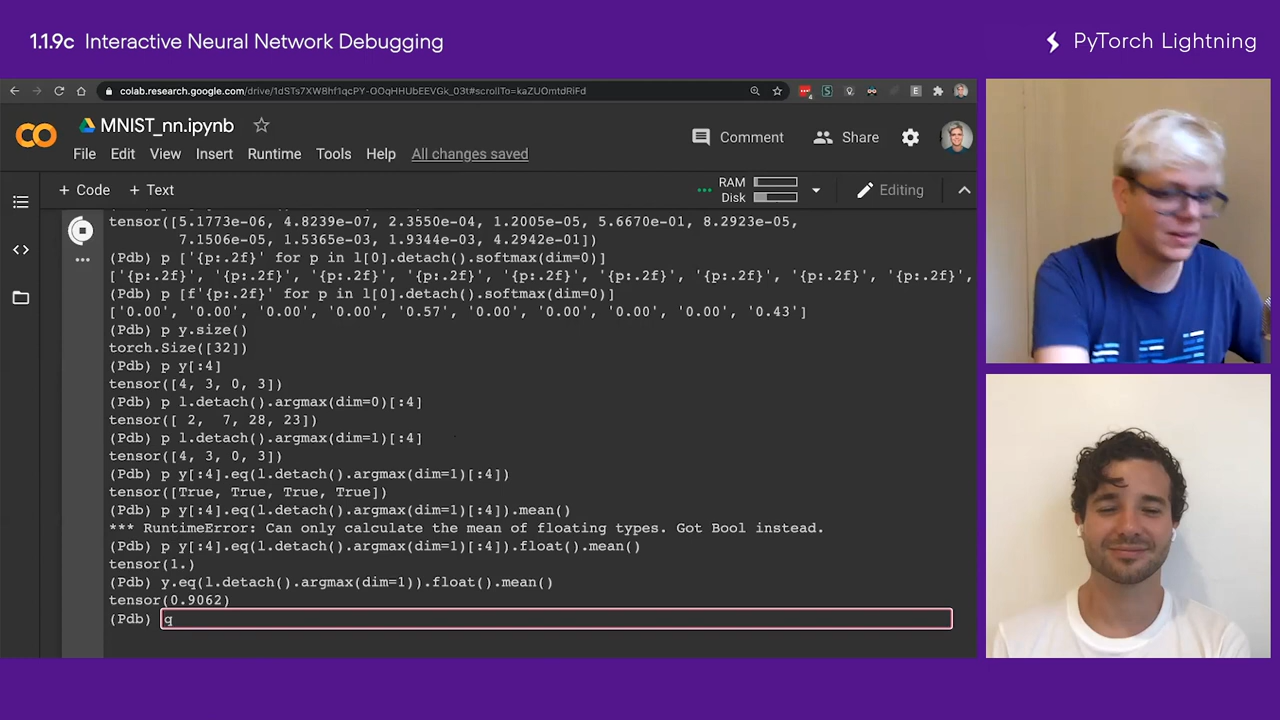 1.1.9c Interactive Neural Network Debugging
PyTorch Lightning
colab.research.google.com/drive/1dSTs7XW8hf1qcPY-OOqHHUbEEVGk_03t#scrollTo=kaZUOmtdRiFd
MNIST_nn.ipynb
Comment
Share
File Edit View Insert Runtime Tools Help All changes saved
+ Code + Text
RAM
Disk
Editing
tensor([5.1773e-06, 4.8239e-07, 2.3550e-04, 1.2005e-05, 5.6670e-01, 8.2923e-05,
7.1506e-05, 1.5365e-03, 1.9344e-03, 4.2942e-01])
(Pdb) p ['{p:.2f}' for p in l[0].detach().softmax(dim=0)]
['{p:.2f}', '{p:.2f}', '{p:.2f}', '{p:.2f}', '{p:.2f}', '{p:.2f}', '{p:.2f}', '{p:.2f}', '{p:.2f}',
(Pdb) p [f'{p:.2f}' for p in l[0].detach().softmax(dim=0)]
['0.00', '0.00', '0.00', '0.00', '0.57', '0.00', '0.00', '0.00', '0.00', '0.43']
(Pdb) p y.size()
torch.Size([32])
(Pdb) p y[:4]
tensor([4, 3, 0, 3])
(Pdb) p l.detach().argmax(dim=0)[:4]
tensor([ 2, 7, 28, 23])
(Pdb) p l.detach().argmax(dim=1)[:4]
tensor([4, 3, 0, 3])
(Pdb) p y[:4].eq(l.detach().argmax(dim=1)[:4])
tensor([True, True, True, True])
(Pdb) p y[:4].eq(l.detach().argmax(dim=1)[:4]).mean()
*** RuntimeError: Can only calculate the mean of floating types. Got Bool instead.
(Pdb) p y[:4].eq(l.detach().argmax(dim=1)[:4]).float().mean()
tensor(1.)
(Pdb) y.eq(l.detach().argmax(dim=1)).float().mean()
tensor(0.9062)
(Pdb) q